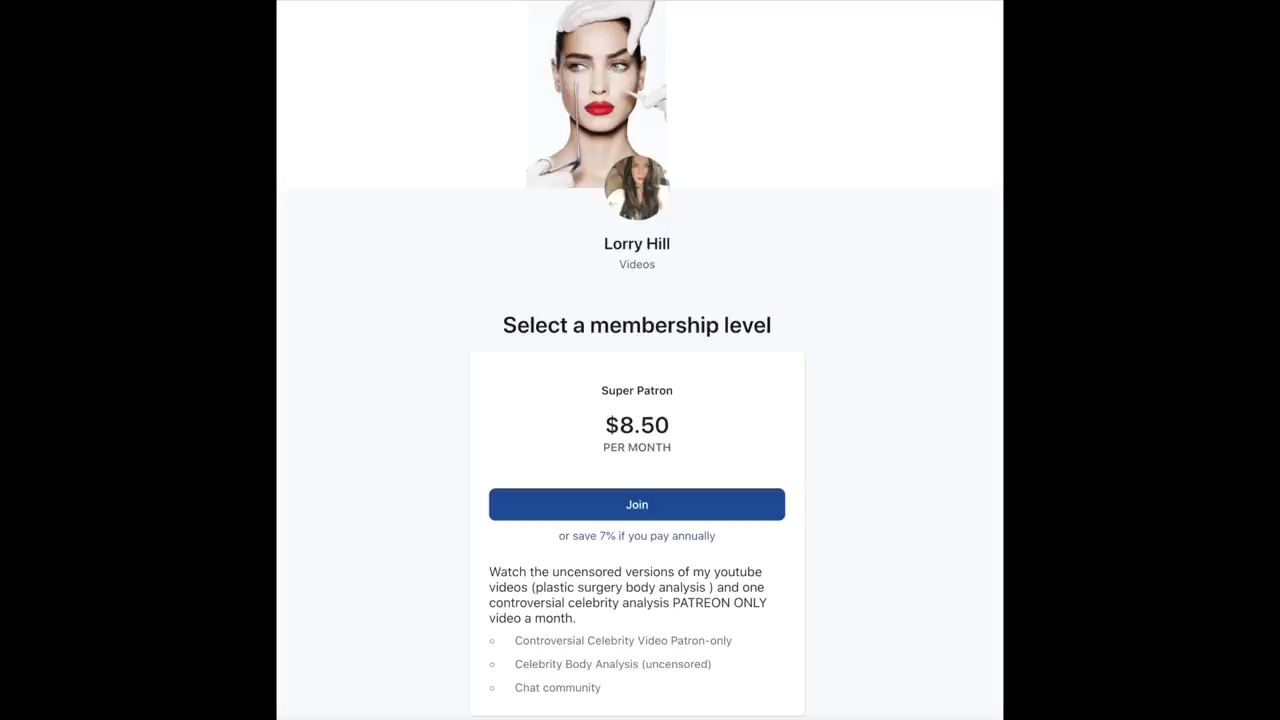 Lorry Hill
Videos
Select a membership level
Super Patron
$8.50
PER MONTH
Join
or save 7% if you pay annually
Watch the uncensored versions of my youtube
videos (plastic surgery body analysis ) and one
controversial celebrity analysis PATREON ONLY
video a month.
Controversial Celebrity Video Patron-only
Celebrity Body Analysis (uncensored)
Chat community